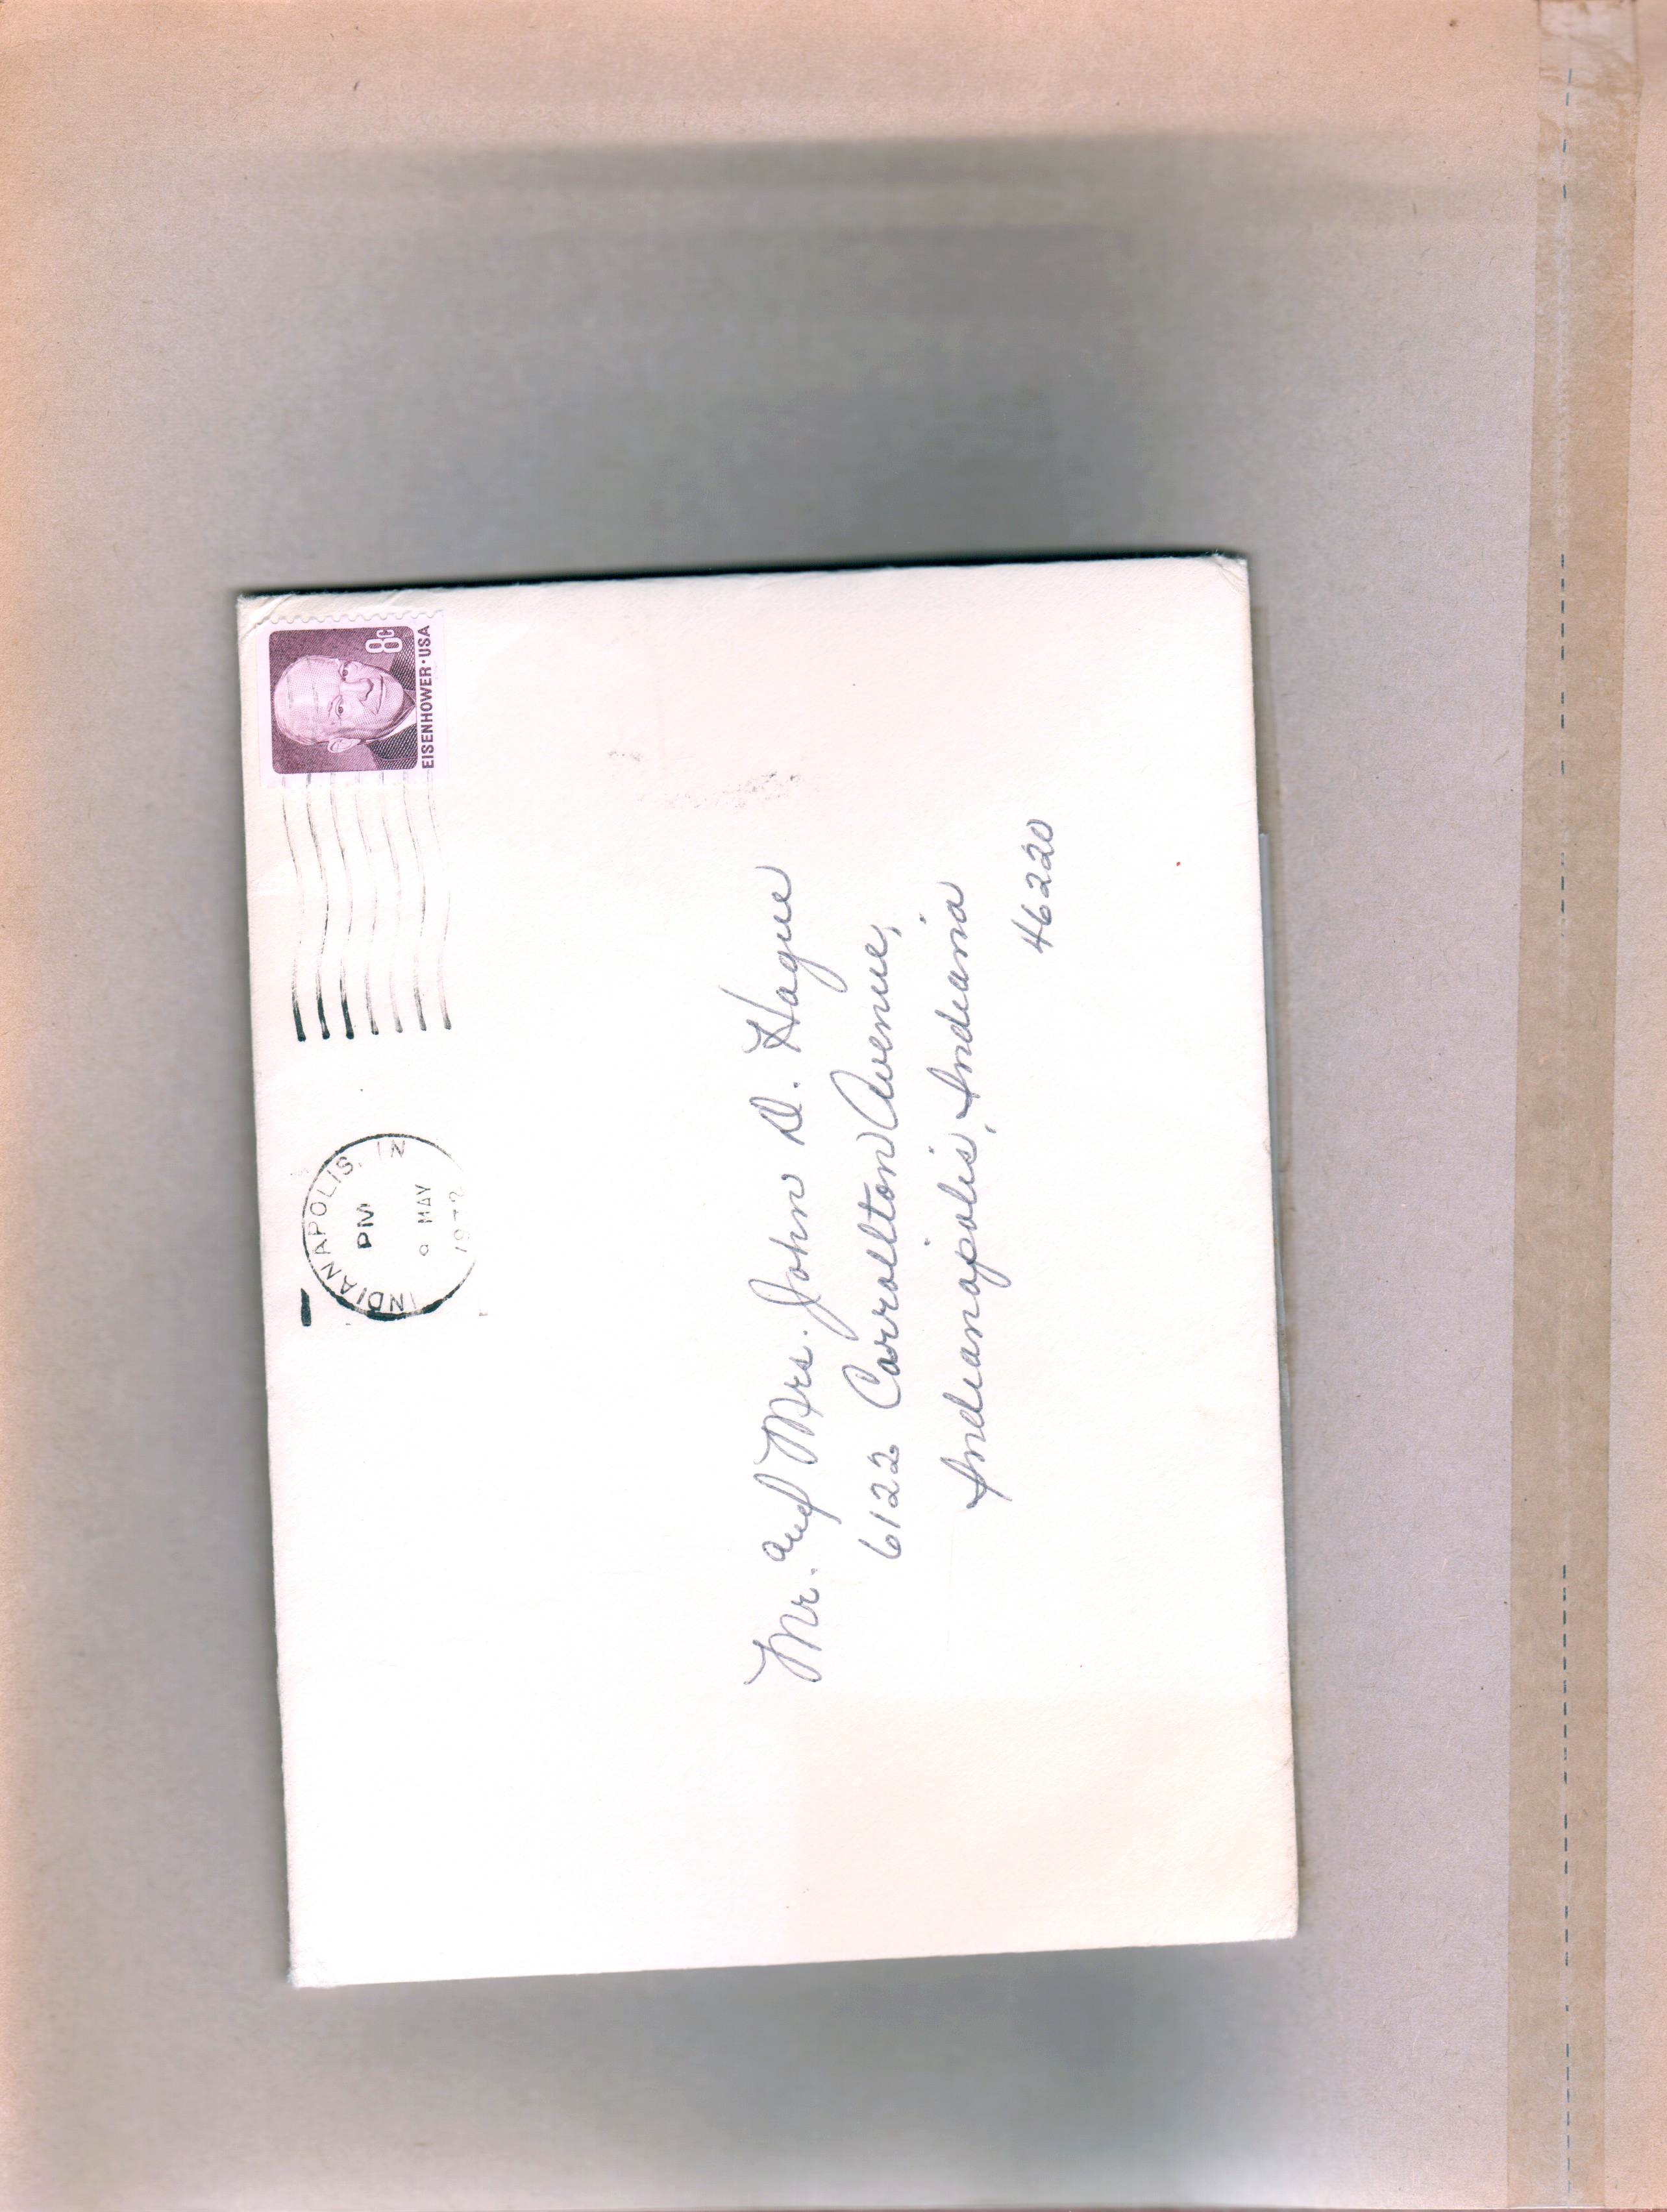 8c
EISENHOWER·USA
INDIANAPOLIS, IN
PM
9 MAY
1972
Mr. and Mrs. John D. Hague
6122 Carrollton Avenue,
Indianapolis, Indiana
46220